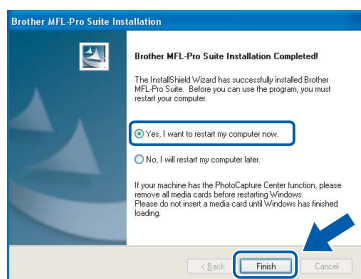 Brother MFL-Pro Suite Installation
Brother MFL-Pro Suite Installation Completed!
The InstallShield Wizard has successfully installed Brother
MFL-Pro Suite. Before you can use the program, you must
restart your computer.
Yes, I want to restart my computer now.
No, I will restart my computer later.
If your machine has the PhotoCapture Center function, please
remove all media cards before restarting Windows.
Please do not insert a media card until Windows has finished
loading.
< Back Finish Cancel